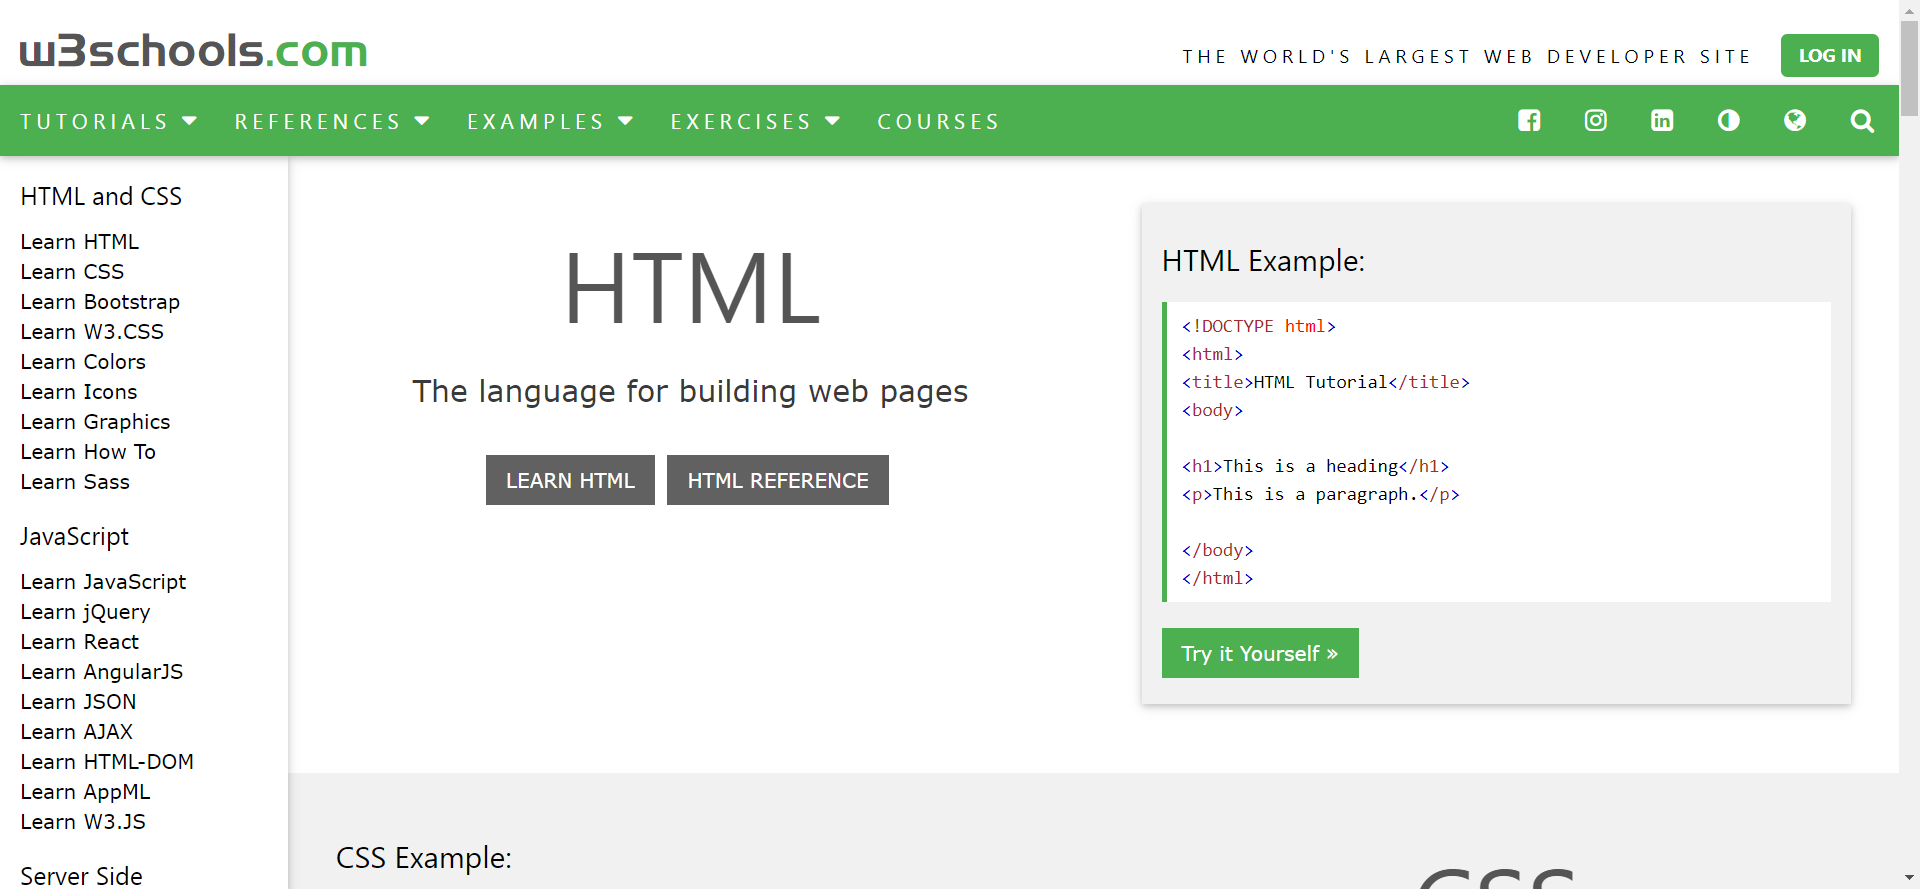 w3schools.com
THE WORLD'S LARGEST WEB DEVELOPER SITE
LOG IN
TUTORIALS
REFERENCES
EXAMPLES
EXERCISES
COURSES
HTML and CSS
Learn HTML
Learn CSS
Learn Bootstrap
Learn W3.CSS
Learn Colors
Learn Icons
Learn Graphics
Learn How To
Learn Sass
JavaScript
Learn JavaScript
Learn jQuery
Learn React
Learn AngularJS
Learn JSON
Learn AJAX
Learn HTML-DOM
Learn AppML
Learn W3.JS
Server Side
HTML
The language for building web pages
LEARN HTML
HTML REFERENCE
HTML Example:
<!DOCTYPE html>
<html>
<title>HTML Tutorial</title>
<body>
<h1>This is a heading</h1>
<p>This is a paragraph.</p>
</body>
</html>
Try it Yourself »
CSS Example:
CSS